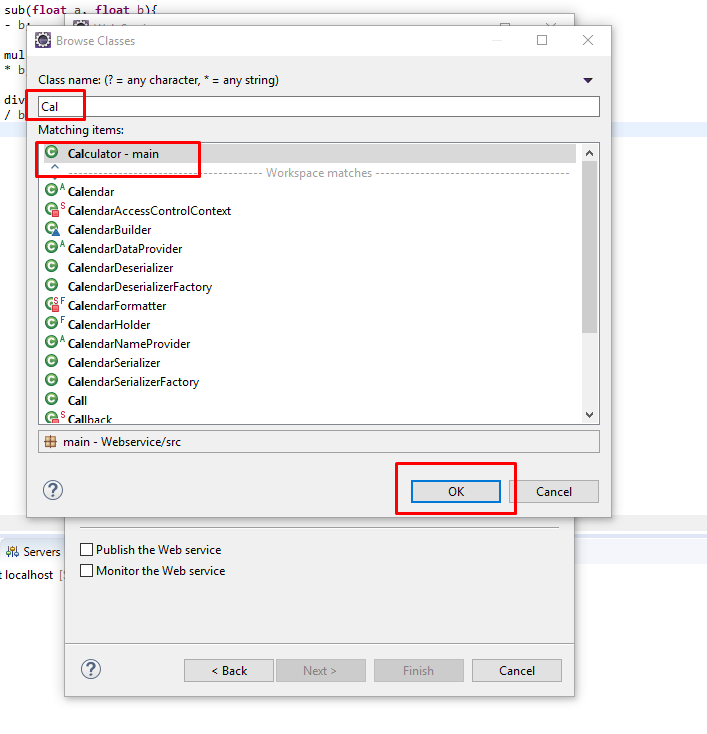 sub(float a, float b){
- b;
Browse Classes
mul
* b
div
/ b
Class name: (? = any character, * = any string)
Cal
Matching items:
Calculator - main
Workspace matches
A Calendar
S CalendarAccessControlContext
CalendarBuilder
A CalendarDataProvider
CalendarDeserializer
CalendarDeserializerFactory
S F CalendarFormatter
F CalendarHolder
A CalendarNameProvider
CalendarSerializer
CalendarSerializerFactory
Call
S Callback
main - Webservice/src
OK Cancel
Servers
Publish the Web service
t localhost
Monitor the Web service
< Back Next > Finish Cancel